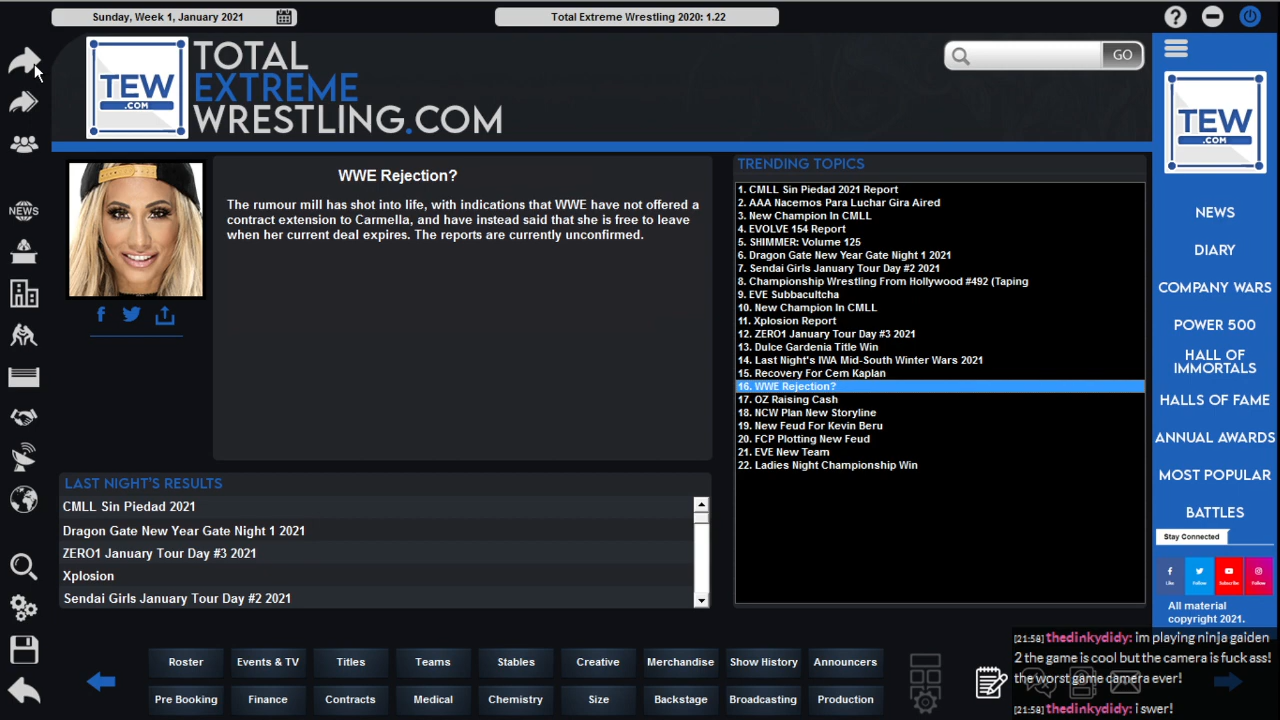 Sunday, Week 1, January 2021
Total Extreme Wrestling 2020: 1.22
TEW
.COM
TOTAL
EXTREME
WRESTLING.COM
GO
TEW
.COM
WWE Rejection?
The rumour mill has shot into life, with indications that WWE have not offered a
contract extension to Carmella, and have instead said that she is free to leave
when her current deal expires. The reports are currently unconfirmed.
TRENDING TOPICS
1. CMLL Sin Piedad 2021 Report
2. AAA Nacemos Para Luchar Gira Aired
3. New Champion In CMLL
4. EVOLVE 154 Report
5. SHIMMER: Volume 125
6. Dragon Gate New Year Gate Night 1 2021
7. Sendai Girls January Tour Day #2 2021
8. Championship Wrestling From Hollywood #492 (Taping
9. EVE Subbacultcha
10. New Champion In CMLL
11. Xplosion Report
12. ZERO1 January Tour Day #3 2021
13. Dulce Gardenia Title Win
14. Last Night's IWA Mid-South Winter Wars 2021
15. Recovery For Cem Kaplan
16. WWE Rejection?
17. OZ Raising Cash
18. NCW Plan New Storyline
19. New Feud For Kevin Beru
20. FCP Plotting New Feud
21. EVE New Team
22. Ladies Night Championship Win
NEWS
NEWS
DIARY
COMPANY WARS
POWER 500
HALL OF
IMMORTALS
HALLS OF FAME
ANNUAL AWARDS
MOST POPULAR
BATTLES
Stay Connected
Like
Follow
Subscribe
Follow
All material
copyright 2021.
LAST NIGHT'S RESULTS
CMLL Sin Piedad 2021
Dragon Gate New Year Gate Night 1 2021
ZERO1 January Tour Day #3 2021
Xplosion
Sendai Girls January Tour Day #2 2021
Roster
Events & TV
Titles
Teams
Stables
Creative
Merchandise
Show History
Announcers
Pre Booking
Finance
Contracts
Medical
Chemistry
Size
Backstage
Broadcasting
Production
[21:58] thedinkydidy: im playing ninja gaiden
2 the game is cool but the camera is fuck ass!
the worst game camera ever!
[21:58] thedinkydidy: i swer!